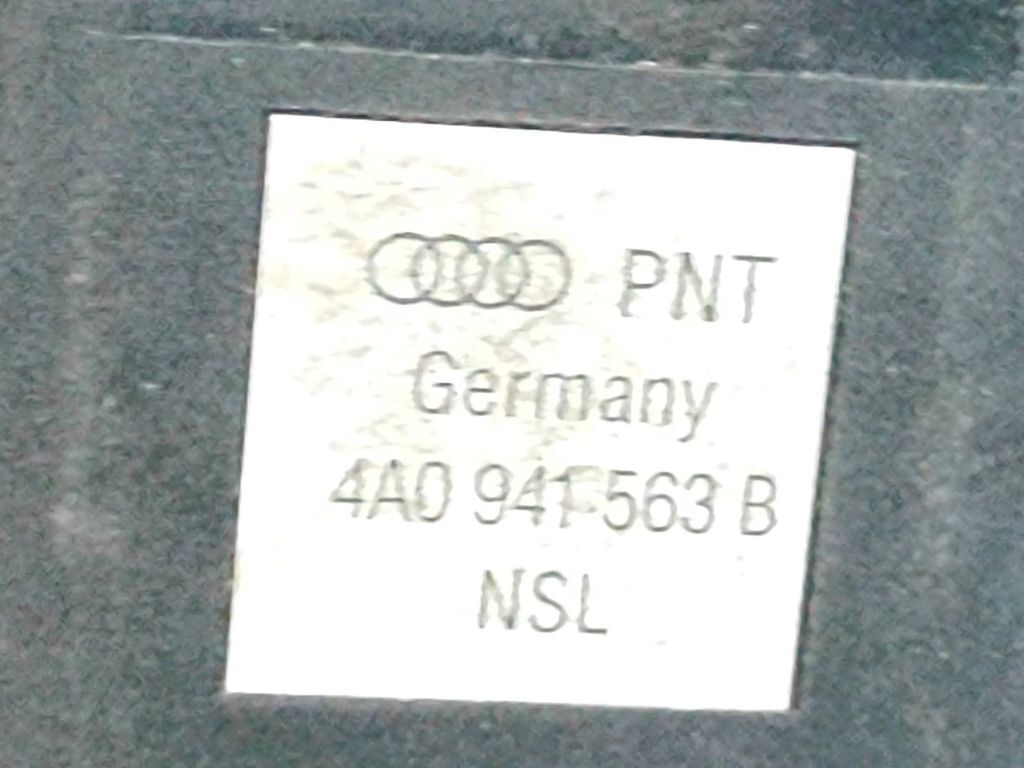 PNT
Germany
4A0 941 563 B
NSL